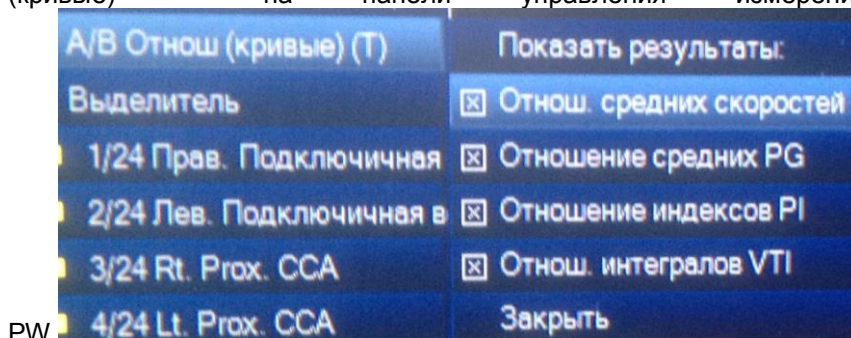 (кривые) на панели управления
А/В Отнош (кривые) (Т)
Выделитель
1/24 Прав. Подключичная
2/24 Лев. Подключичная в
3/24 Rt. Prox. CCA
4/24 Lt. Prox. CCA
Показать результаты:
Отнош. средних скоростей
Отношение средних PG
Отношение индексов PI
Отнош. интегралов VTI
Закрыть
PW